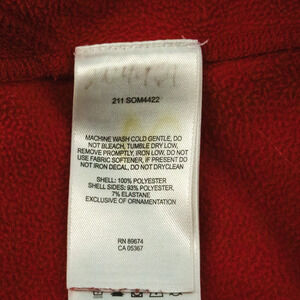 211 SOM4422
MACHINE WASH COLD GENTLE, DO
NOT BLEACH, TUMBLE DRY LOW,
REMOVE PROMPTLY, IRON LOW, DO NOT
USE FABRIC SOFTENER, IF PRESENT DO
NOT IRON DECAL, DO NOT DRYCLEAN
SHELL: 100% POLYESTER
SHELL SIDES: 93% POLYESTER,
7% ELASTANE
EXCLUSIVE OF ORNAMENTATION
RN 89674
CA 05367